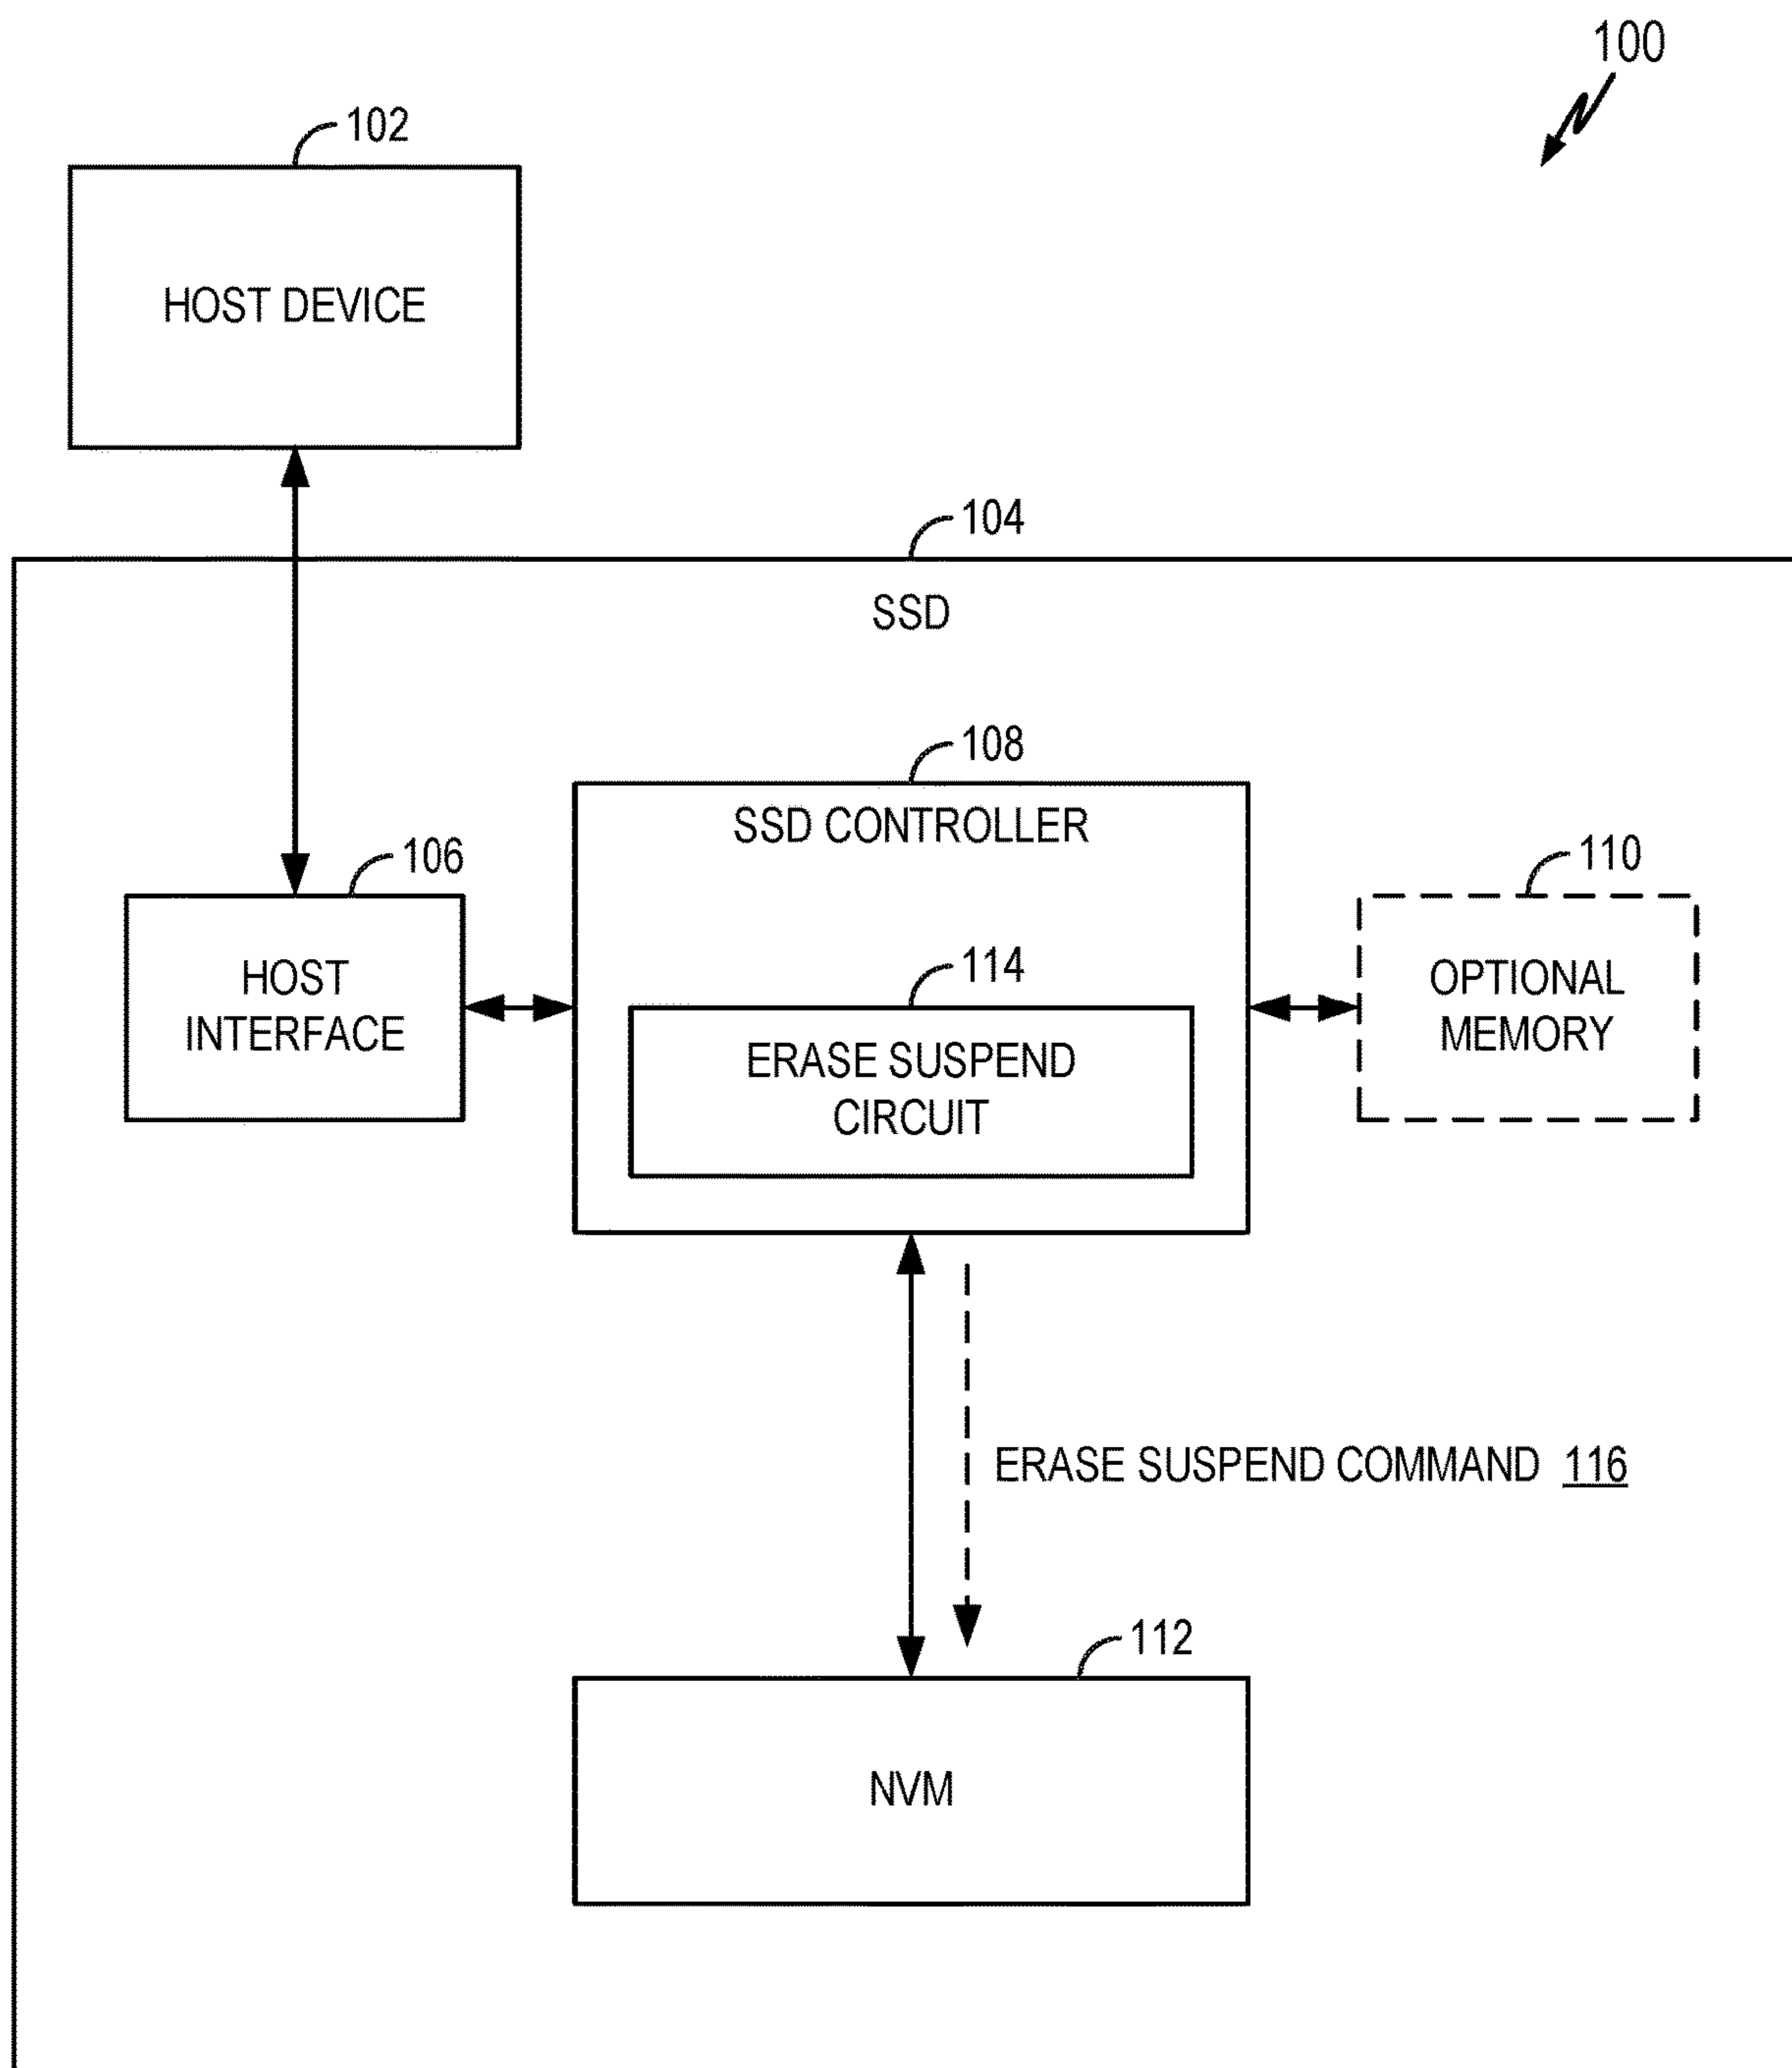 100
102
HOST DEVICE
104
SSD
108
SSD CONTROLLER
106
HOST
INTERFACE
114
ERASE SUSPEND
CIRCUIT
110
OPTIONAL
MEMORY
ERASE SUSPEND COMMAND 116
112
NVM